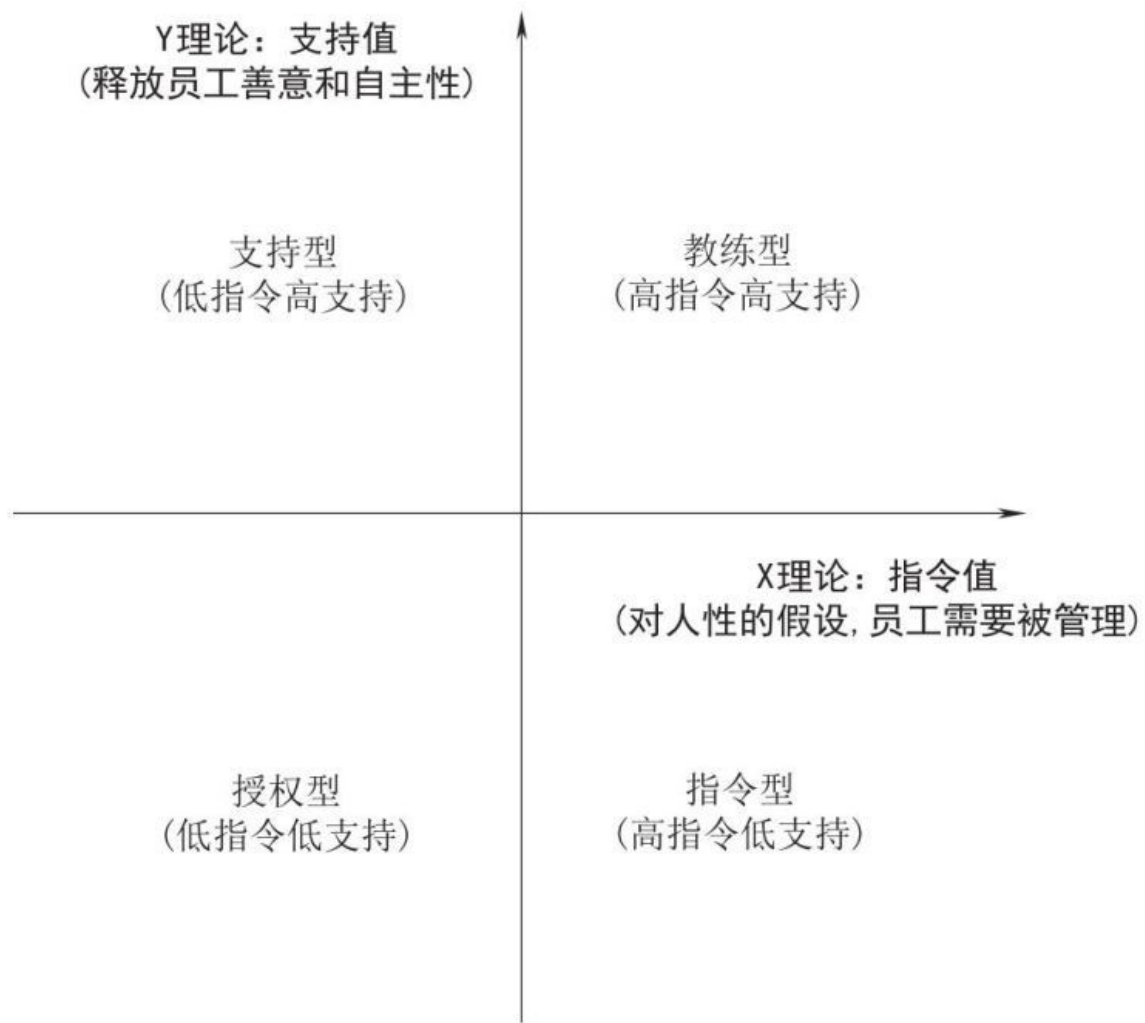 Y理论：支持值
(释放员工善意和自主性)
支持型
(低指令高支持)
教练型
(高指令高支持)
X理论：指令值
(对人性的假设,员工需要被管理)
授权型
(低指令低支持)
指令型
(高指令低支持)